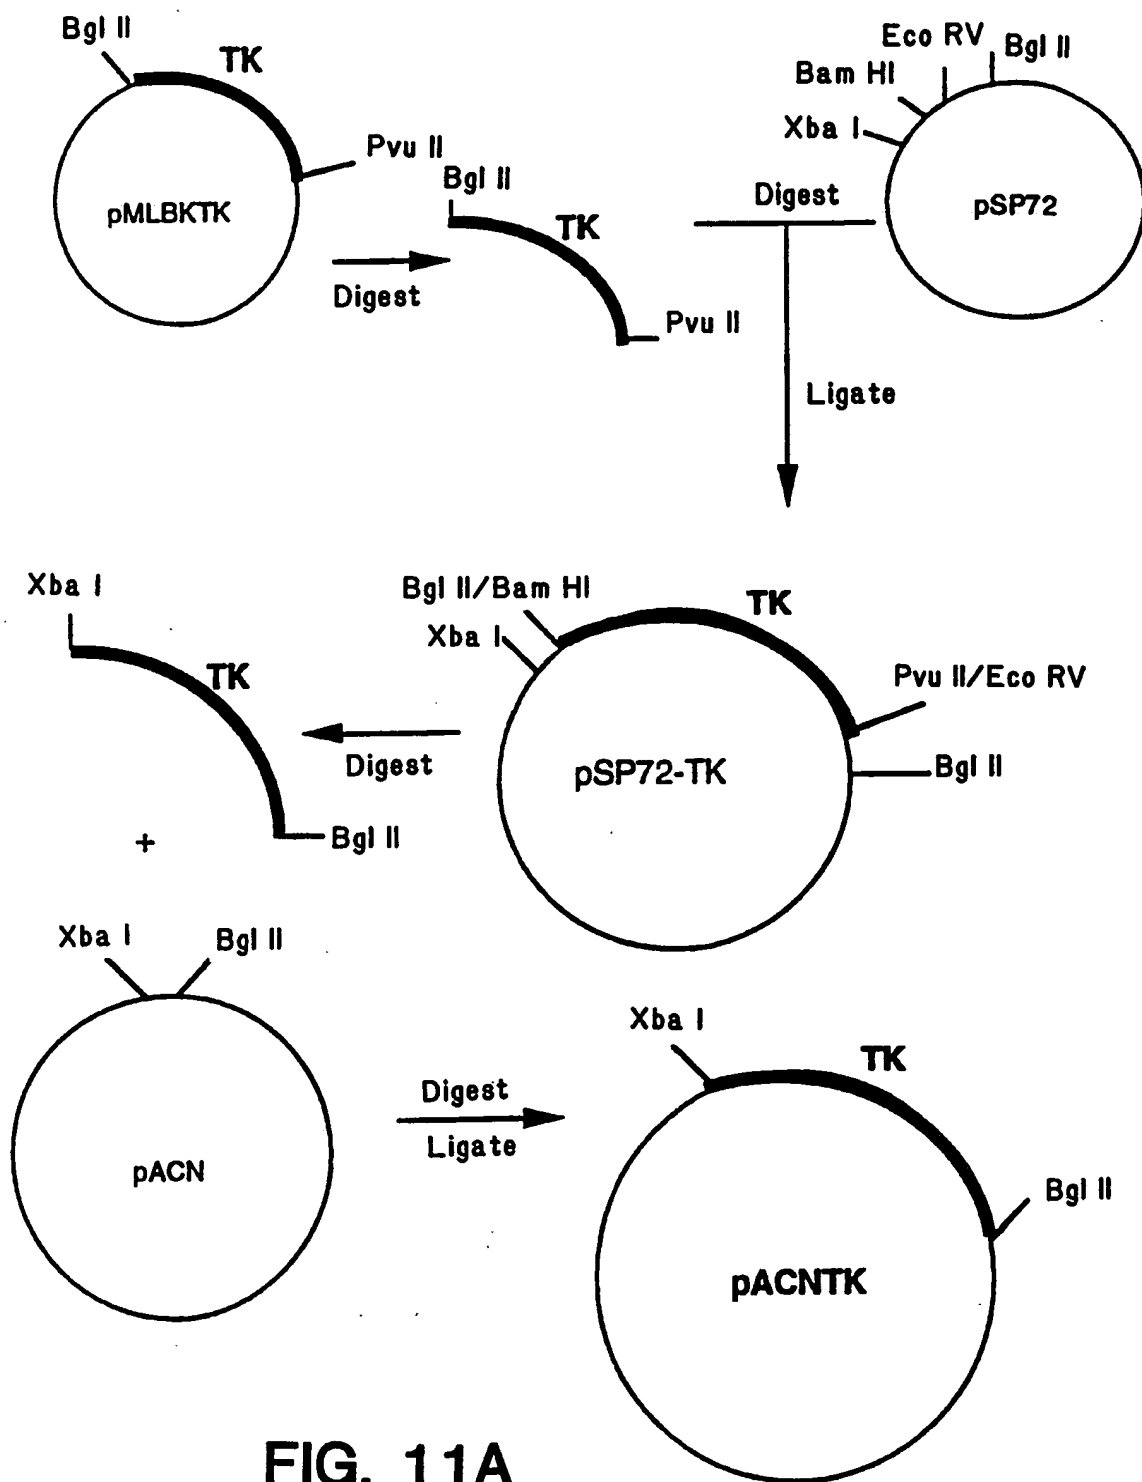 Bgl II
TK
Pvu II
pMLBKTK
Digest
Bgl II
TK
Pvu II
Digest
Eco RV
Bgl II
Bam HI
Xba I
pSP72
Ligate
Xba I
TK
Bgl II
Digest
Bgl II/Bam HI
Xba I
TK
Pvu II/Eco RV
Bgl II
pSP72-TK
+
Xba I
Bgl II
pACN
Digest
Ligate
Xba I
TK
Bgl II
pACNTK
FIG. 11A